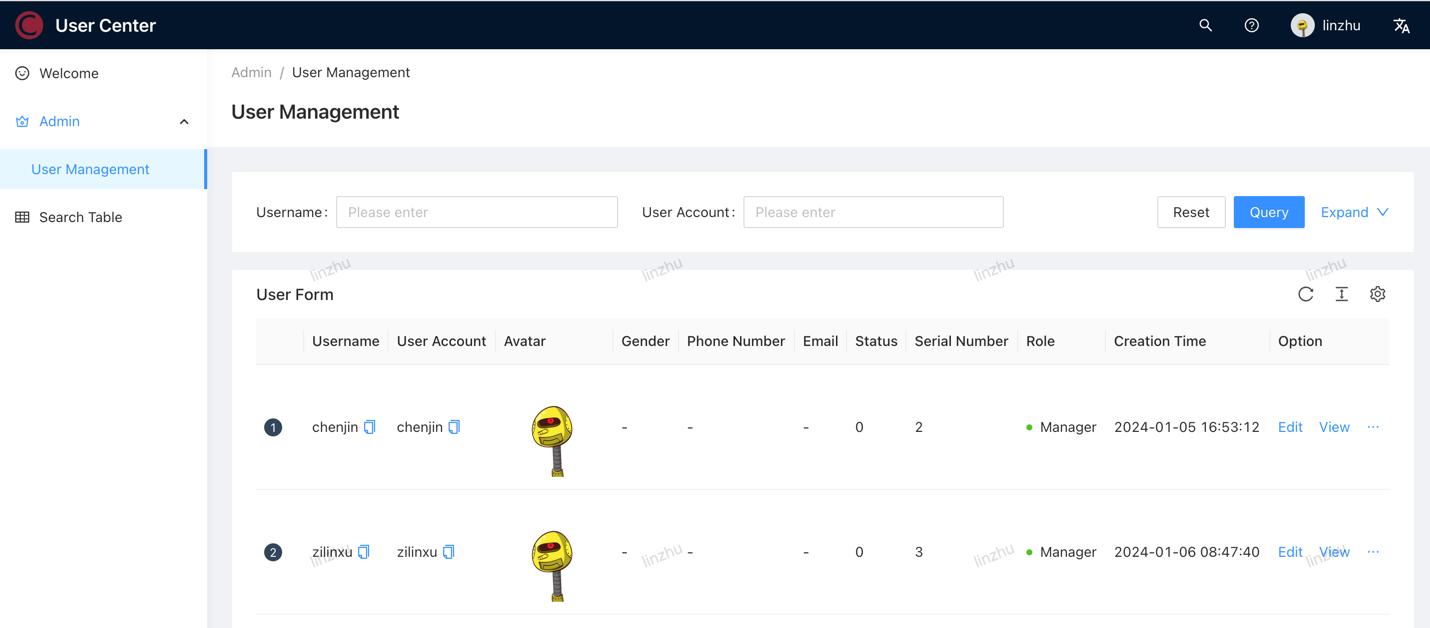 User Center
linzhu
Welcome
Admin
User Management
Search Table
Admin / User Management
User Management
Username: Please enter User Account: Please enter Reset Query Expand
linzhu linzhu linzhu linzhu
User Form
Username User Account Avatar Gender Phone Number Email Status Serial Number Role Creation Time Option
1 chenjin chenjin - - - 0 2 Manager 2024-01-05 16:53:12 Edit View ...
2 zilinxu zilinxu - - - 0 3 Manager 2024-01-06 08:47:40 Edit View ...
linzhu linzhu linzhu linzhu